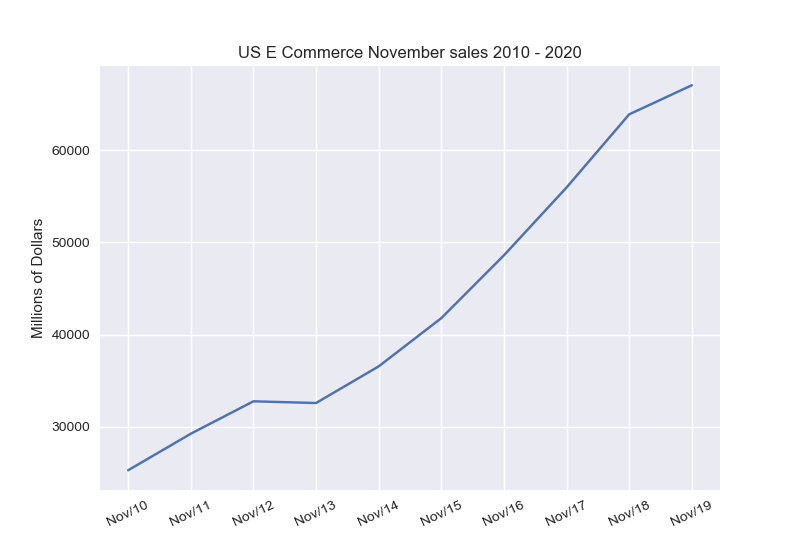 US E Commerce November sales 2010 - 2020
Millions of Dollars
60000
50000
40000
30000
Nov/10
Nov/11
Nov/12
Nov/13
Nov/14
Nov/15
Nov/16
Nov/17
Nov/18
Nov/19